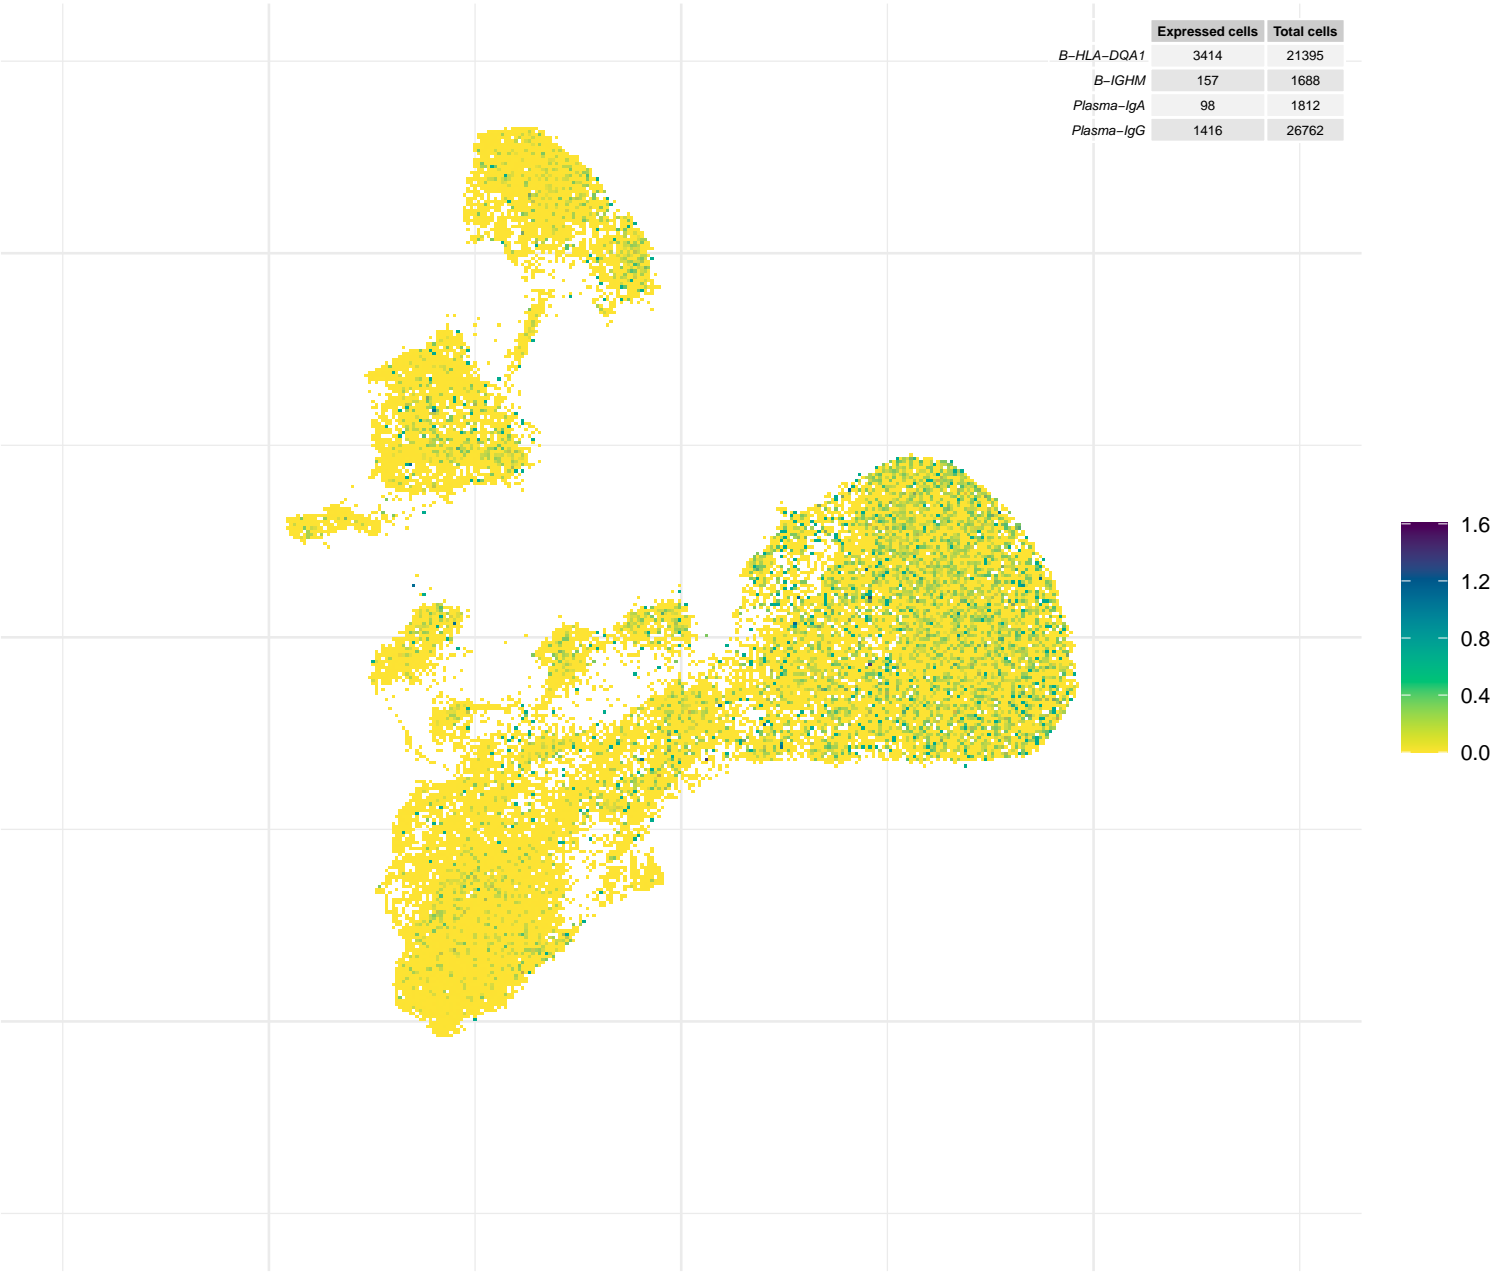 Expressed cells Total cells
B−HLA−DQA1 3414 21395
B−IGHM 157 1688
Plasma−IgA 98 1812
Plasma−IgG 1416 26762
1.6
1.2
0.8
0.4
0.0